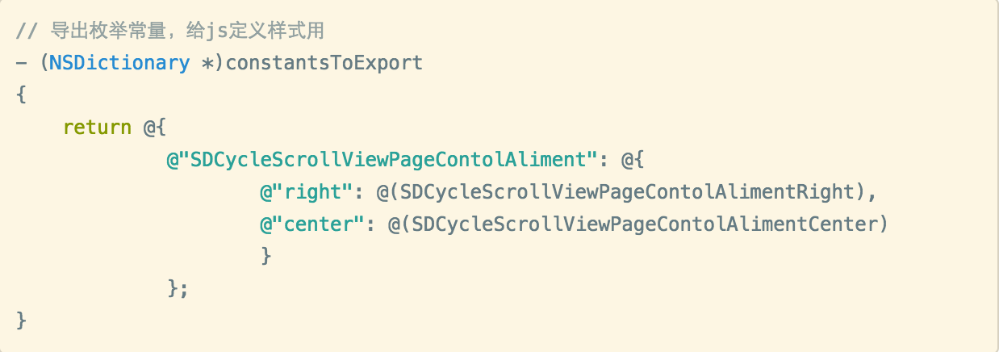 // 导出枚举常量，给js定义样式用
- (NSDictionary *)constantsToExport
{
    return @{
             @"SDCycleScrollViewPageContolAliment": @{
                     @"right": @(SDCycleScrollViewPageContolAlimentRight),
                     @"center": @(SDCycleScrollViewPageContolAlimentCenter)
                     }
             };
}